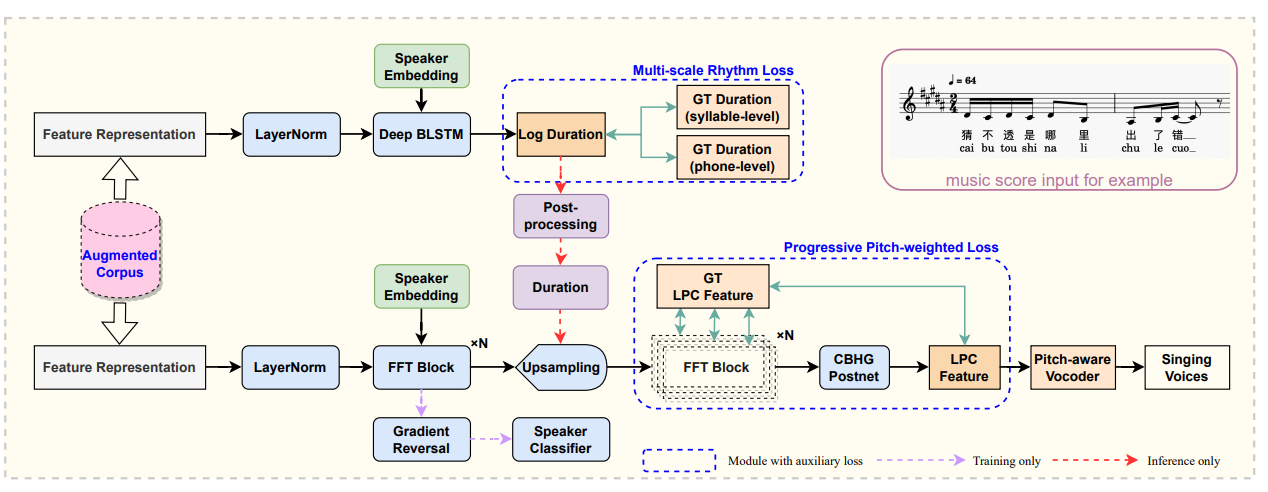 Speaker
Embedding
Multi-scale Rhythm Loss
Feature Representation
LayerNorm
Deep BLSTM
Log Duration
GT Duration
(syllable-level)
GT Duration
(phone-level)
♩ = 64
2
4
猜 不 透 是 哪 里 出 了 错
cai bu tou shi na li chu le cuo_
music score input for example
Augmented
Corpus
Post-
processing
Duration
Speaker
Embedding
Progressive Pitch-weighted Loss
GT
LPC Feature
Feature Representation
LayerNorm
FFT Block
×N
Upsampling
FFT Block
×N
CBHG
Postnet
LPC
Feature
Pitch-aware
Vocoder
Singing
Voices
Gradient
Reversal
Speaker
Classifier
Module with auxiliary loss
Training only
Inference only